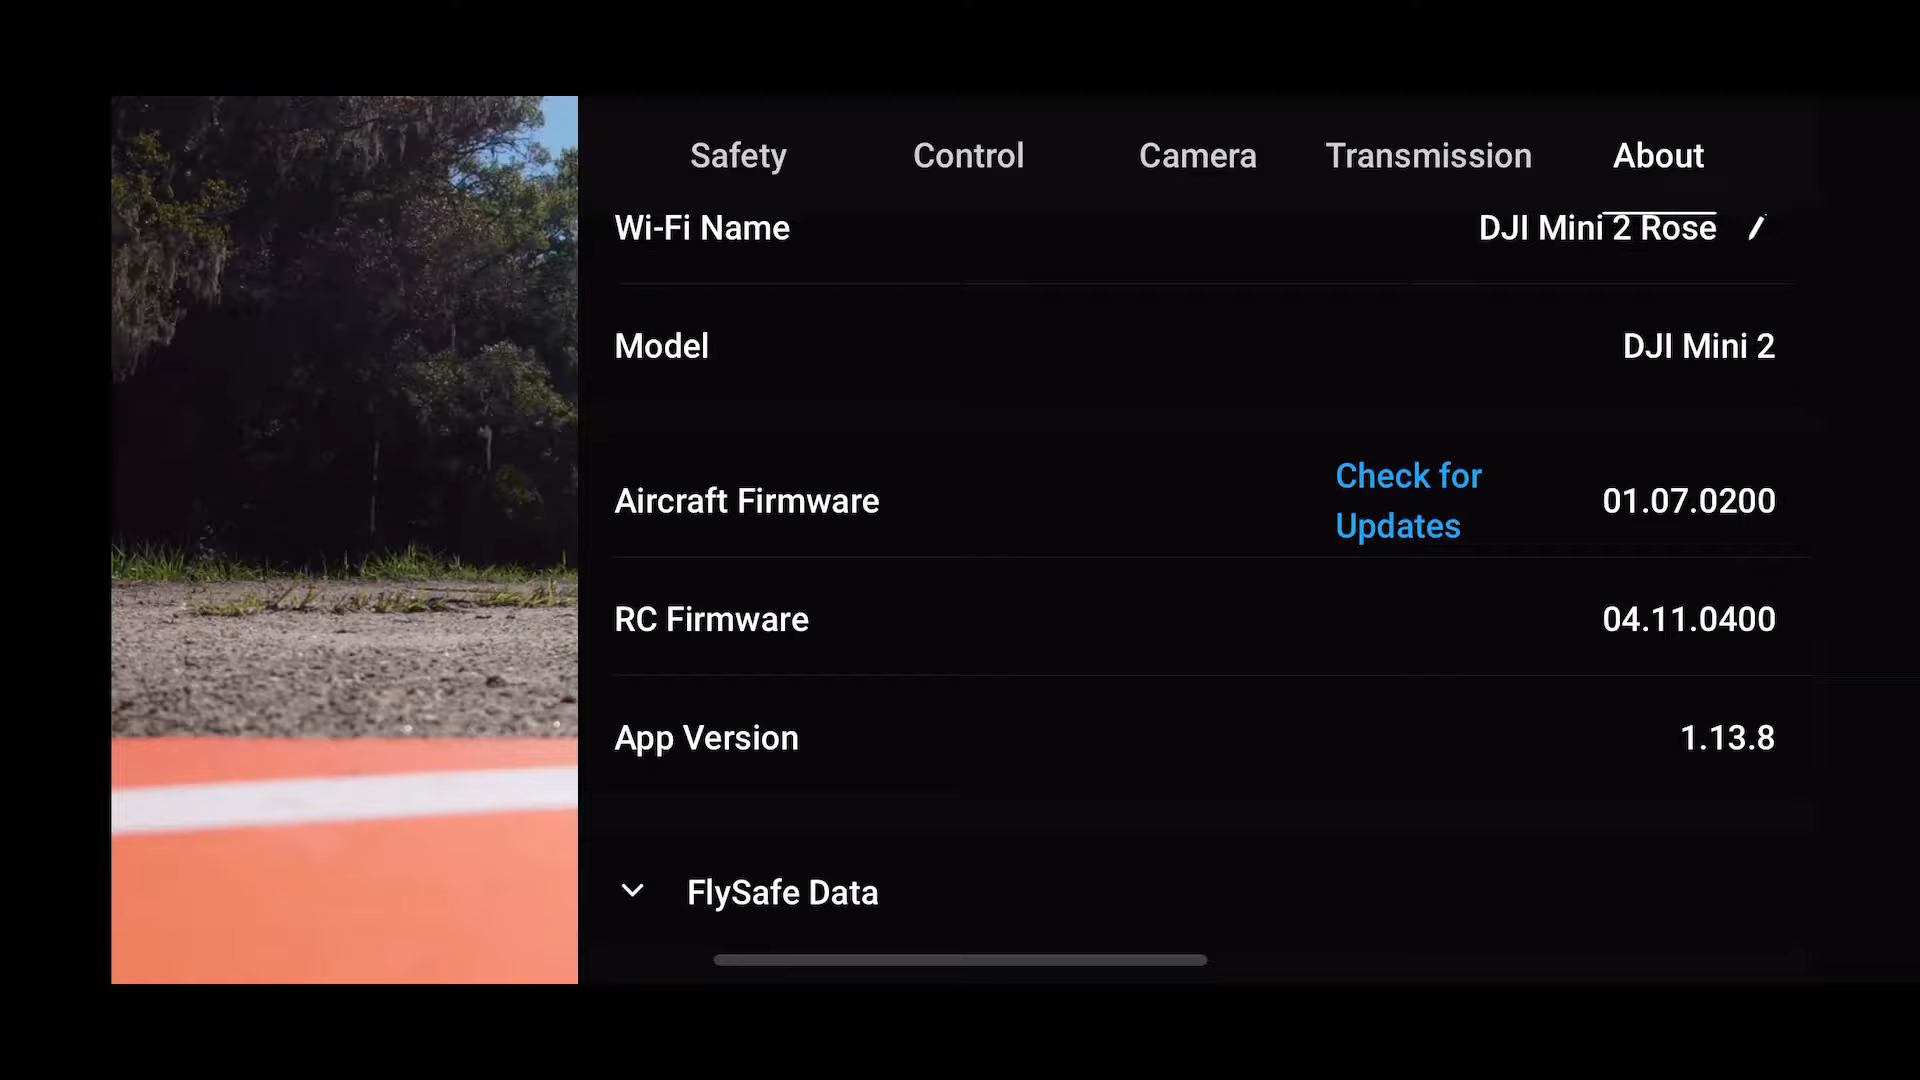 Safety Control Camera Transmission About
Wi-Fi Name DJI Mini 2 Rose
Model DJI Mini 2
Aircraft Firmware Check for Updates 01.07.0200
RC Firmware 04.11.0400
App Version 1.13.8
FlySafe Data